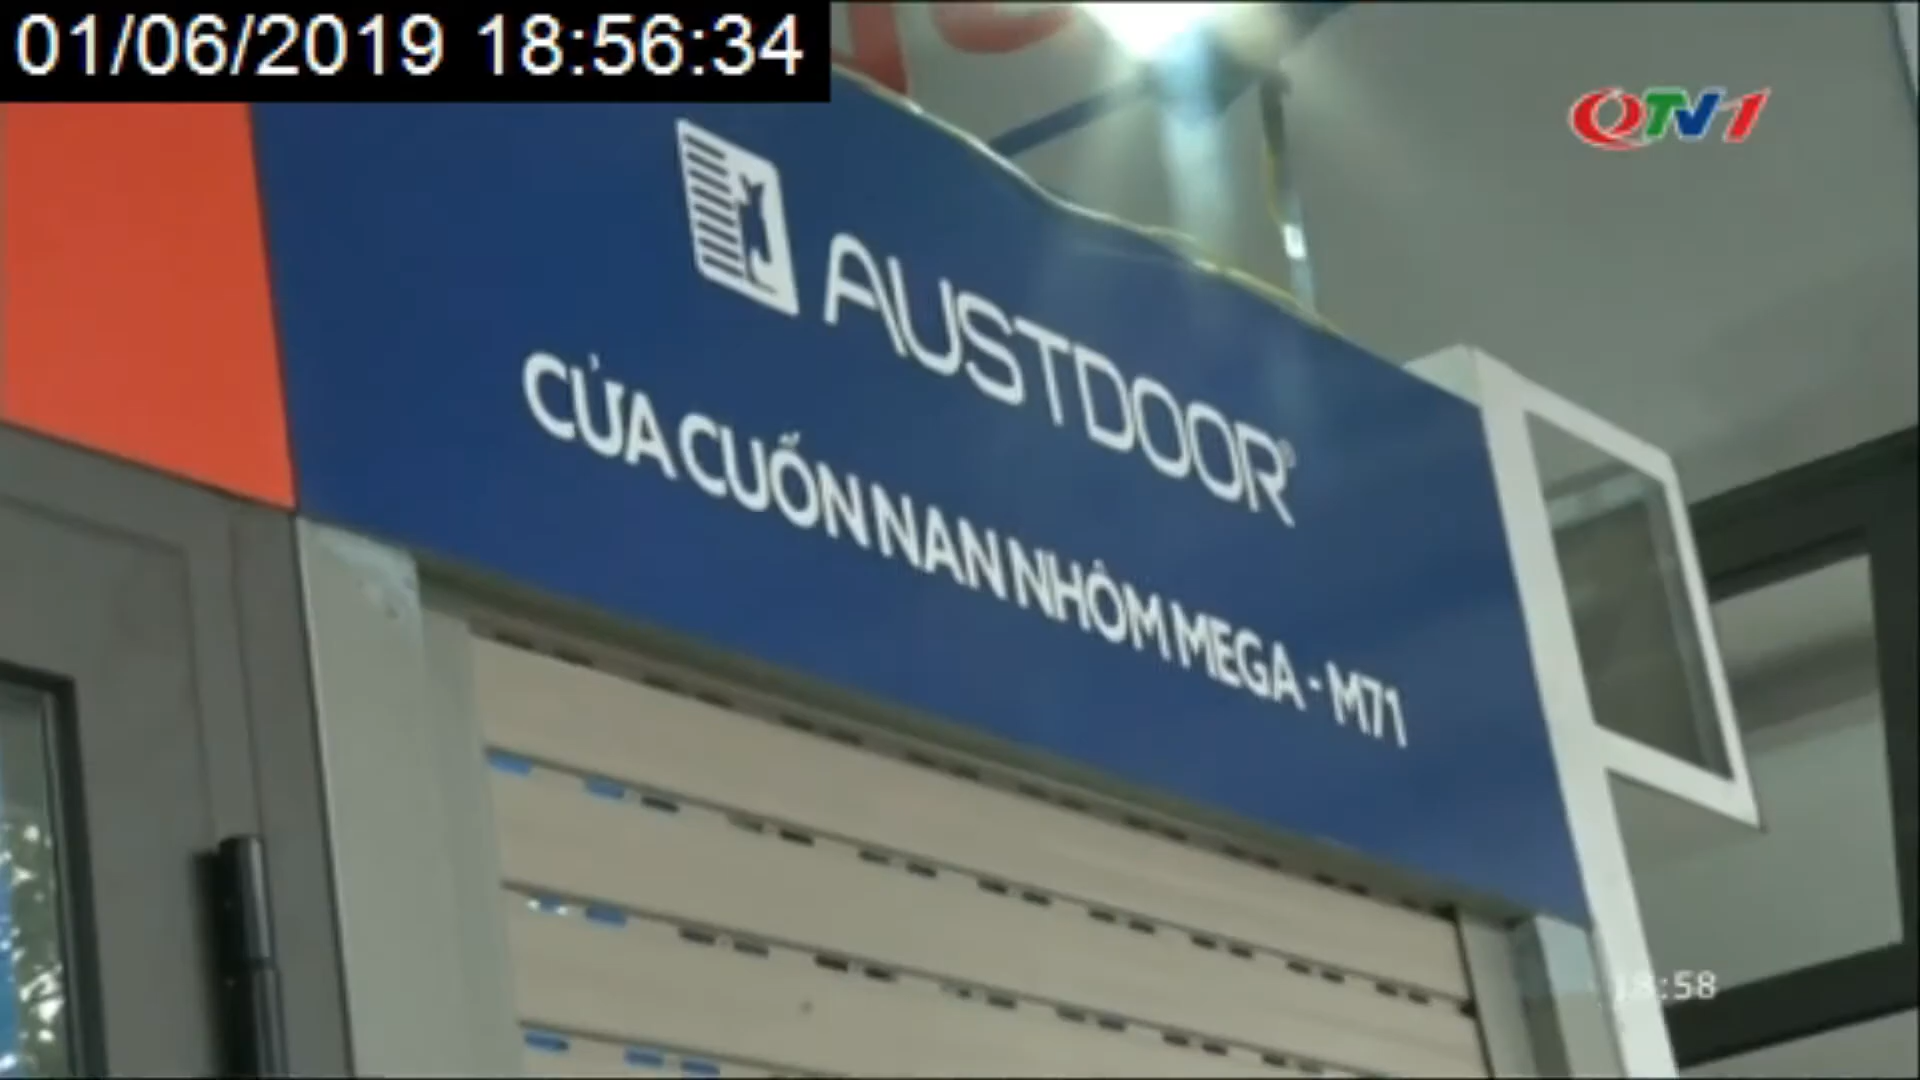 01/06/2019 18:56:34
QTV1
AUSTDOOR®
CỬA CUỐN NAN NHÔM MEGA - M71
18:58